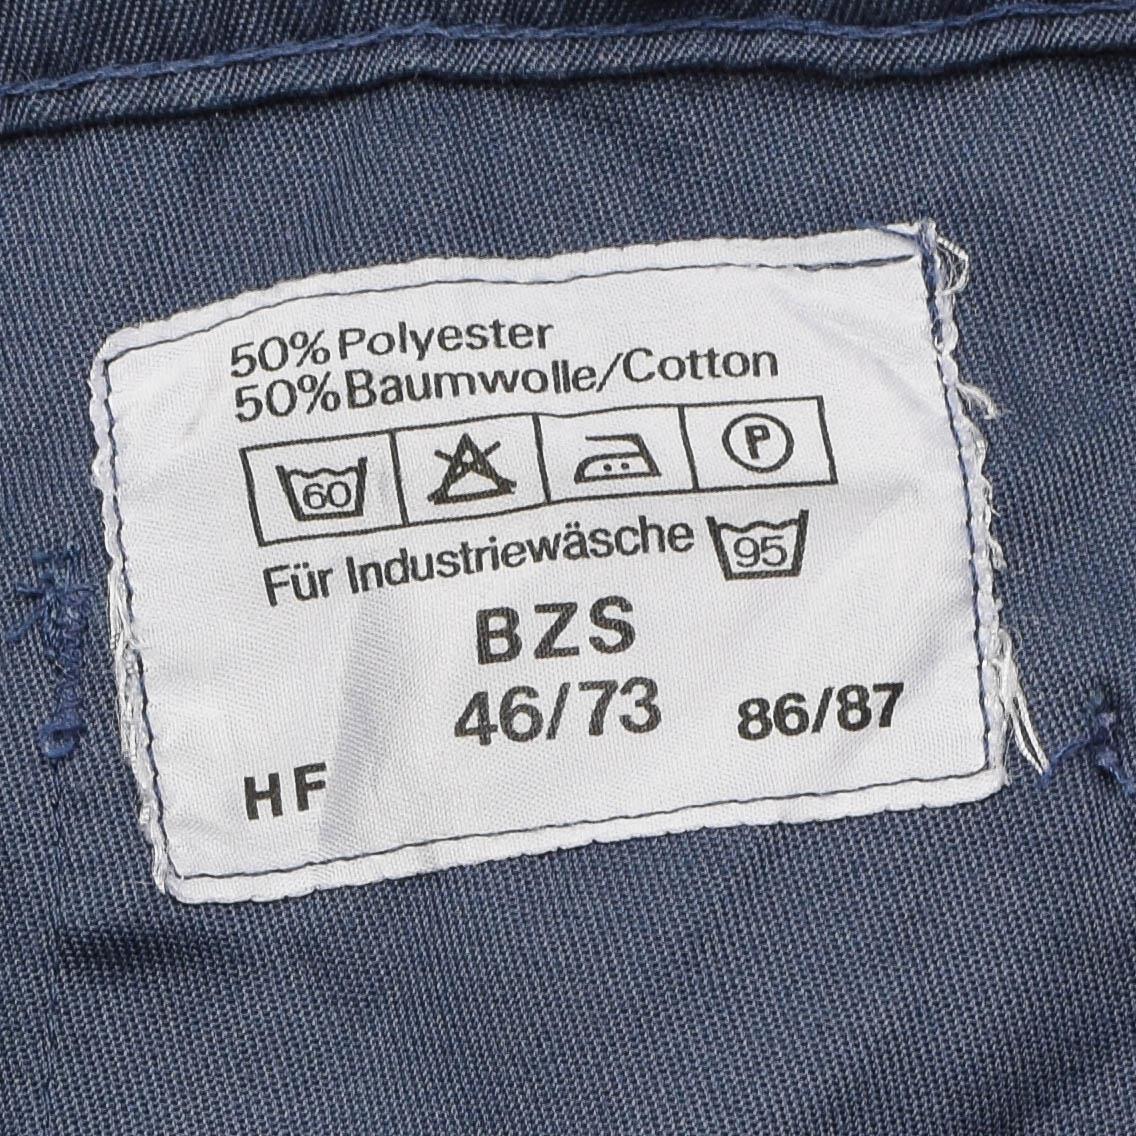 50% Polyester
50% Baumwolle/Cotton
60 P
Für Industriewäsche 95
BZS
46/73 86/87
HF